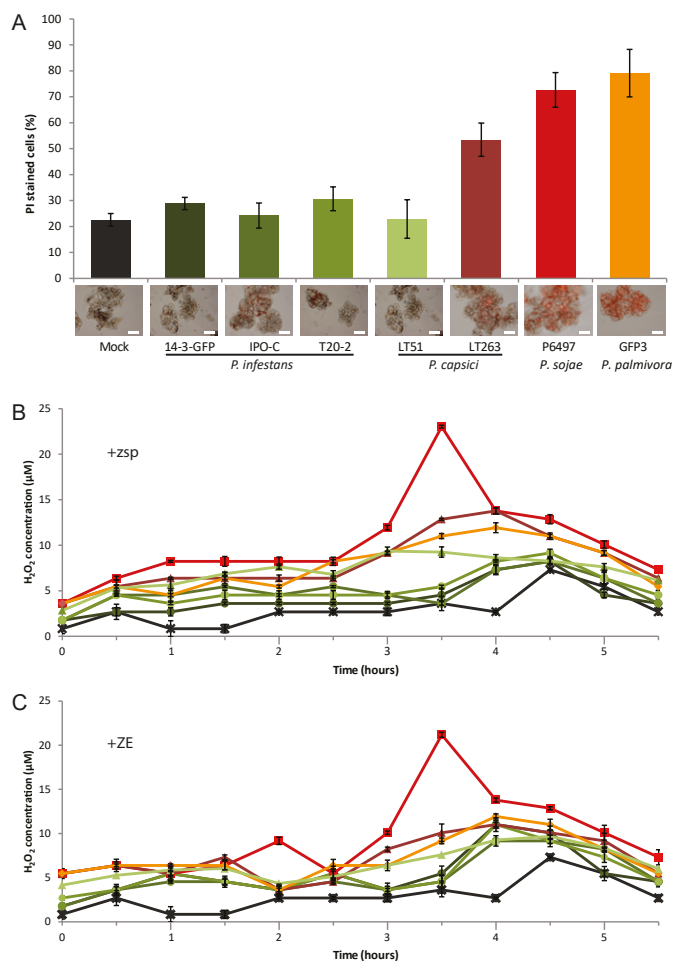 A
PI stained cells (%)
100
90
80
70
60
50
40
30
20
10
0
Mock 14-3-GFP IPO-C T20-2 LT51 LT263 P6497 GFP3
P. infestans P. capsici P. sojae P. palmivora
B
+zsp
H₂O₂ concentration (µM)
25
20
15
10
5
0
0 1 2 3 4 5
Time (hours)
C
+ZE
H₂O₂ concentration (µM)
25
20
15
10
5
0
0 1 2 3 4 5
Time (hours)